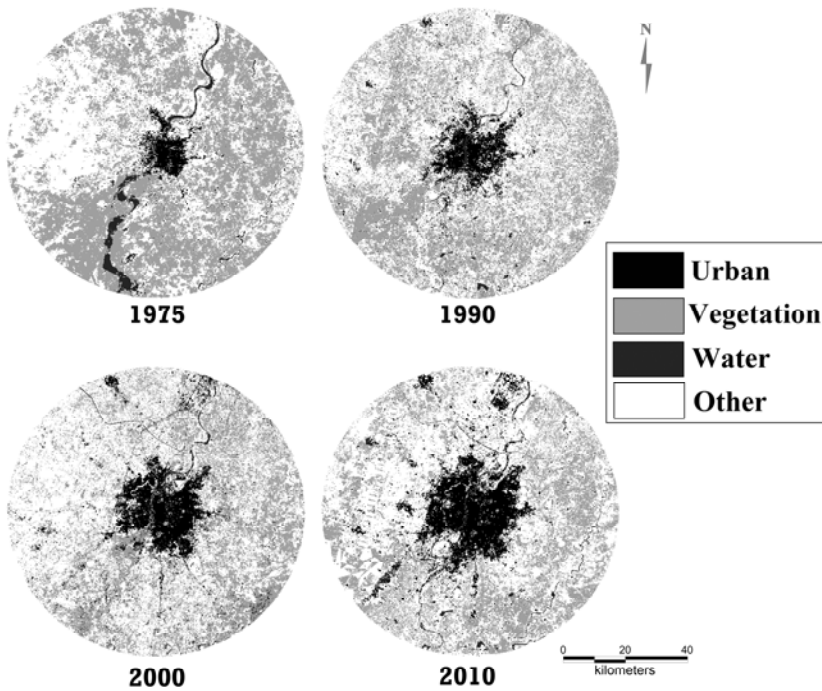 N
1975
1990
Urban
Vegetation
Water
Other
2000
2010
0 20 40
kilometers